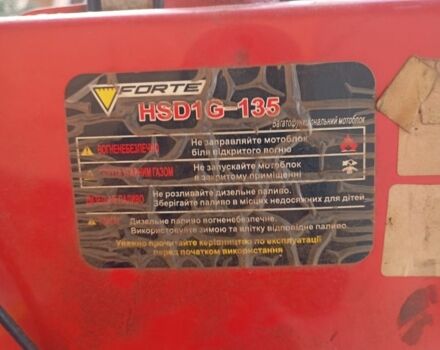 FORTE
HSD1G-135
Багатофункціональний мотоблок
ВОГНЕНЕБЕЗПЕЧНО
Не заправляйте мотоблок
біля відкритого вогню
ГАЗОМ
Не запускайте мотоблок
в закритому приміщенні
ПАЛИВО
Не розливайте дизельне паливо.
Зберігайте паливо в місцях недосяжних для дітей
Дизельне паливо вогненебезпечне.
Використовуйте зимою та влітку відповідне паливо.
Уважно прочитайте керівництво по експлуатації
перед початком використання